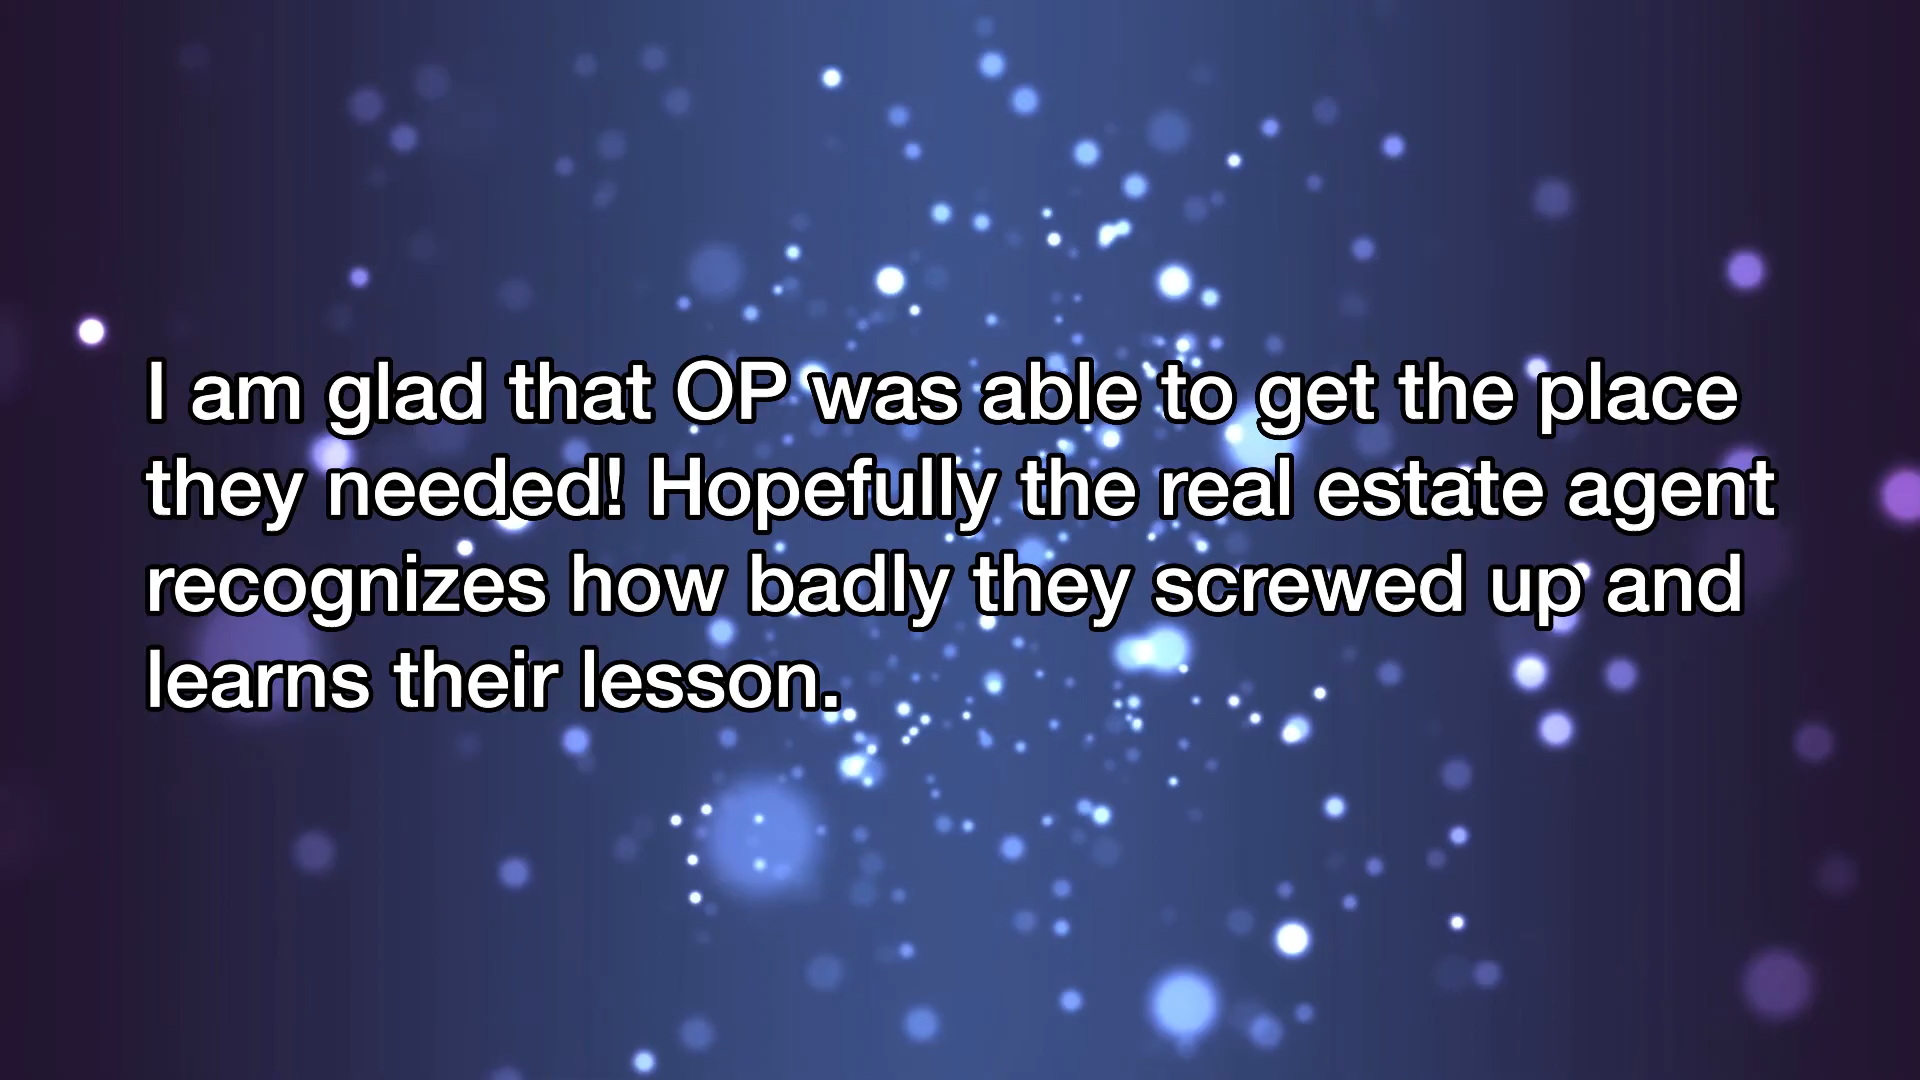 I am glad that OP was able to get the place
they needed! Hopefully the real estate agent
recognizes how badly they screwed up and
learns their lesson.